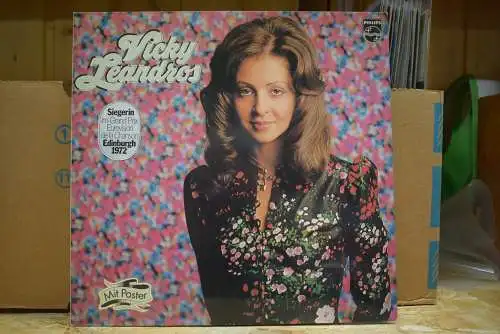 Vicky
Leandros
PHILIPS
Siegerin
im Grand Prix
Eurovision
de la Chanson
Edinburgh
1972
Mit Poster